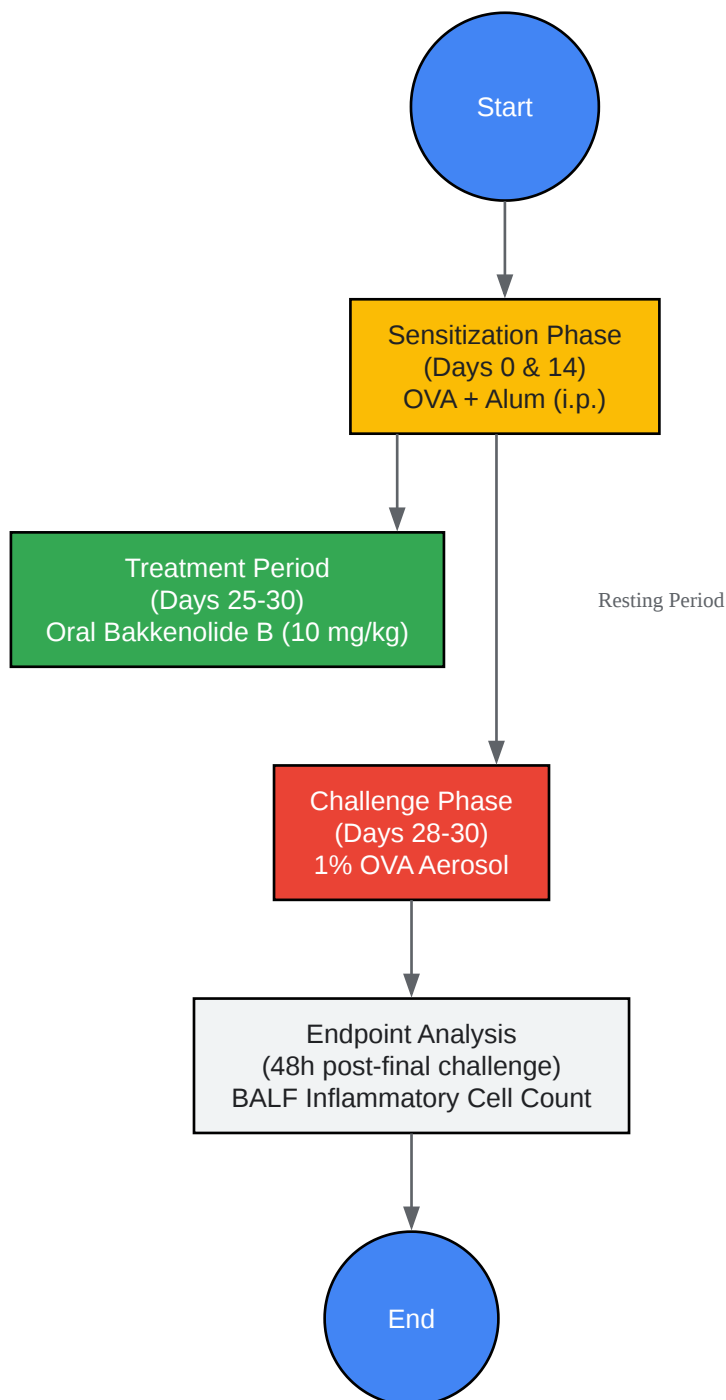 Start
Sensitization Phase
(Days 0 & 14)
OVA + Alum (i.p.)
Treatment Period
(Days 25-30)
Oral Bakkenolide B (10 mg/kg)
Resting Period
Challenge Phase
(Days 28-30)
1% OVA Aerosol
Endpoint Analysis
(48h post-final challenge)
BALF Inflammatory Cell Count
End